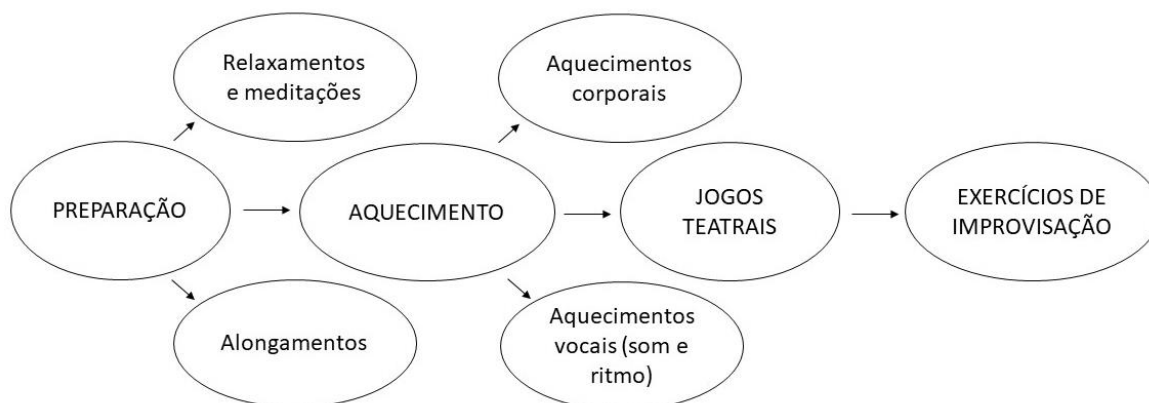 Relaxamentos
e meditações
Aquecimentos
corporais
PREPARAÇÃO
AQUECIMENTO
JOGOS
TEATRAIS
EXERCÍCIOS DE
IMPROVISAÇÃO
Alongamentos
Aquecimentos
vocais (som e
ritmo)